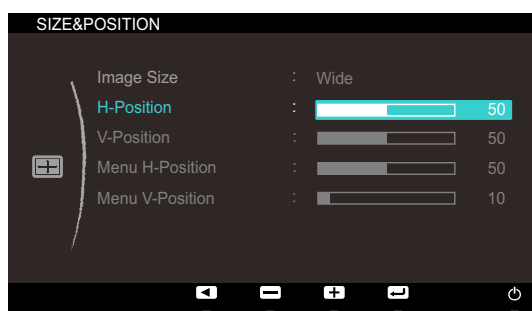 SIZE&POSITION
Image Size : Wide
H-Position : 50
V-Position : 50
Menu H-Position : 50
Menu V-Position : 10